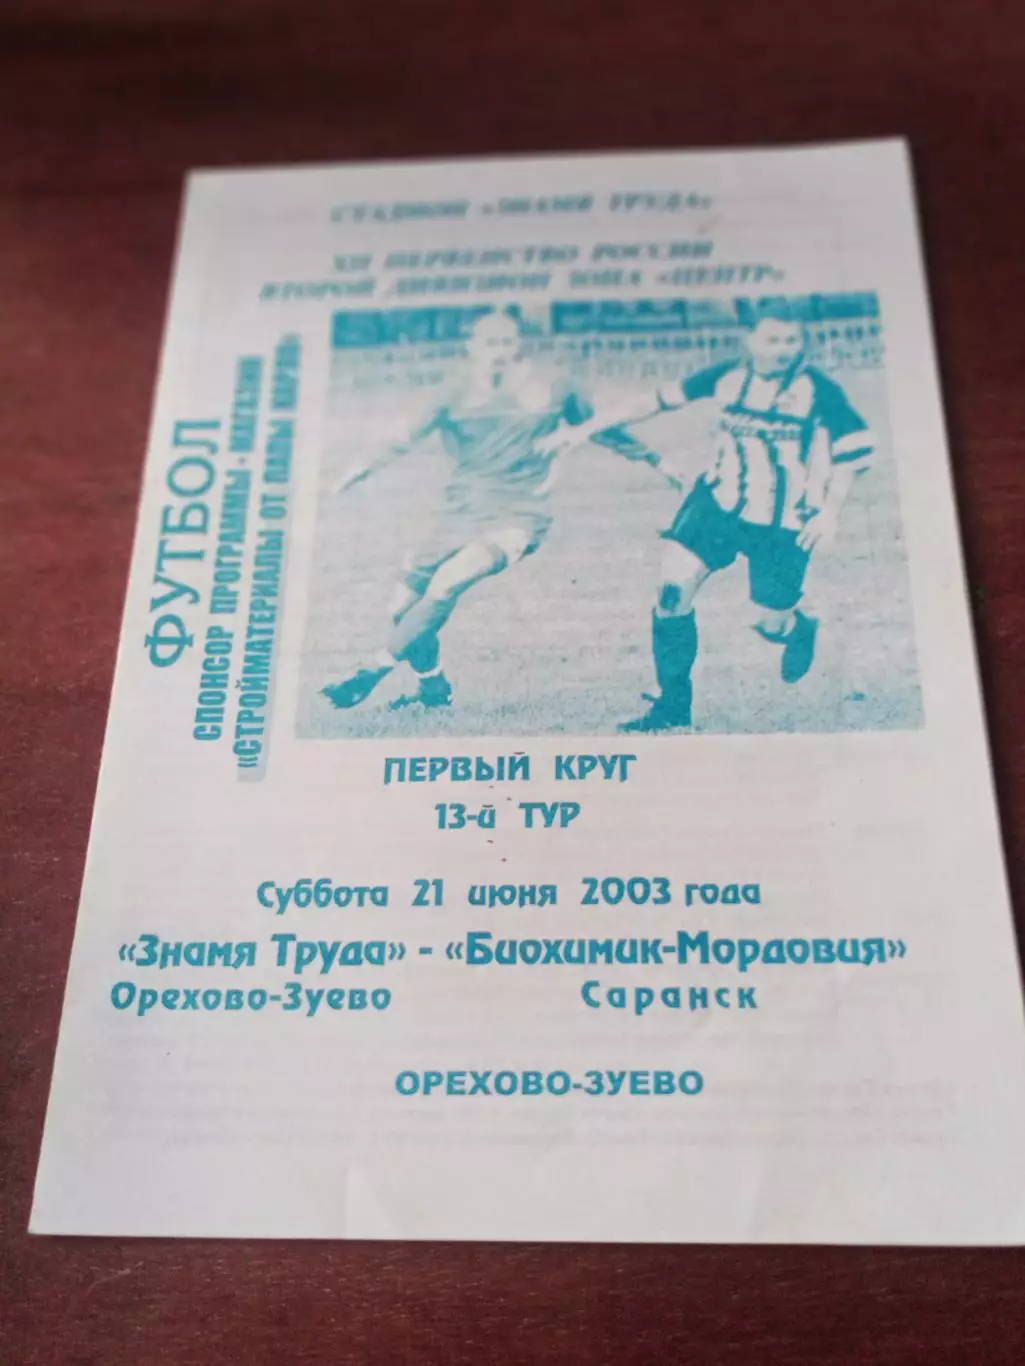 СТАДИОН «ЗНАМЯ ТРУДА»
XII ПЕРВЕНСТВО РОССИИ
ВТОРОЙ ДИВИЗИОН ЗОНА «ЦЕНТР»
ФУТБОЛ
СПОНСОР ПРОГРАММЫ - МАГАЗИН
«СТРОЙМАТЕРИАЛЫ ОТ ПАПЫ КАРЛО»
ПЕРВЫЙ КРУГ
13-й ТУР
Суббота 21 июня 2003 года
«Знамя Труда» - «Биохимик-Мордовия»
Орехово-Зуево Саранск
ОРЕХОВО-ЗУЕВО